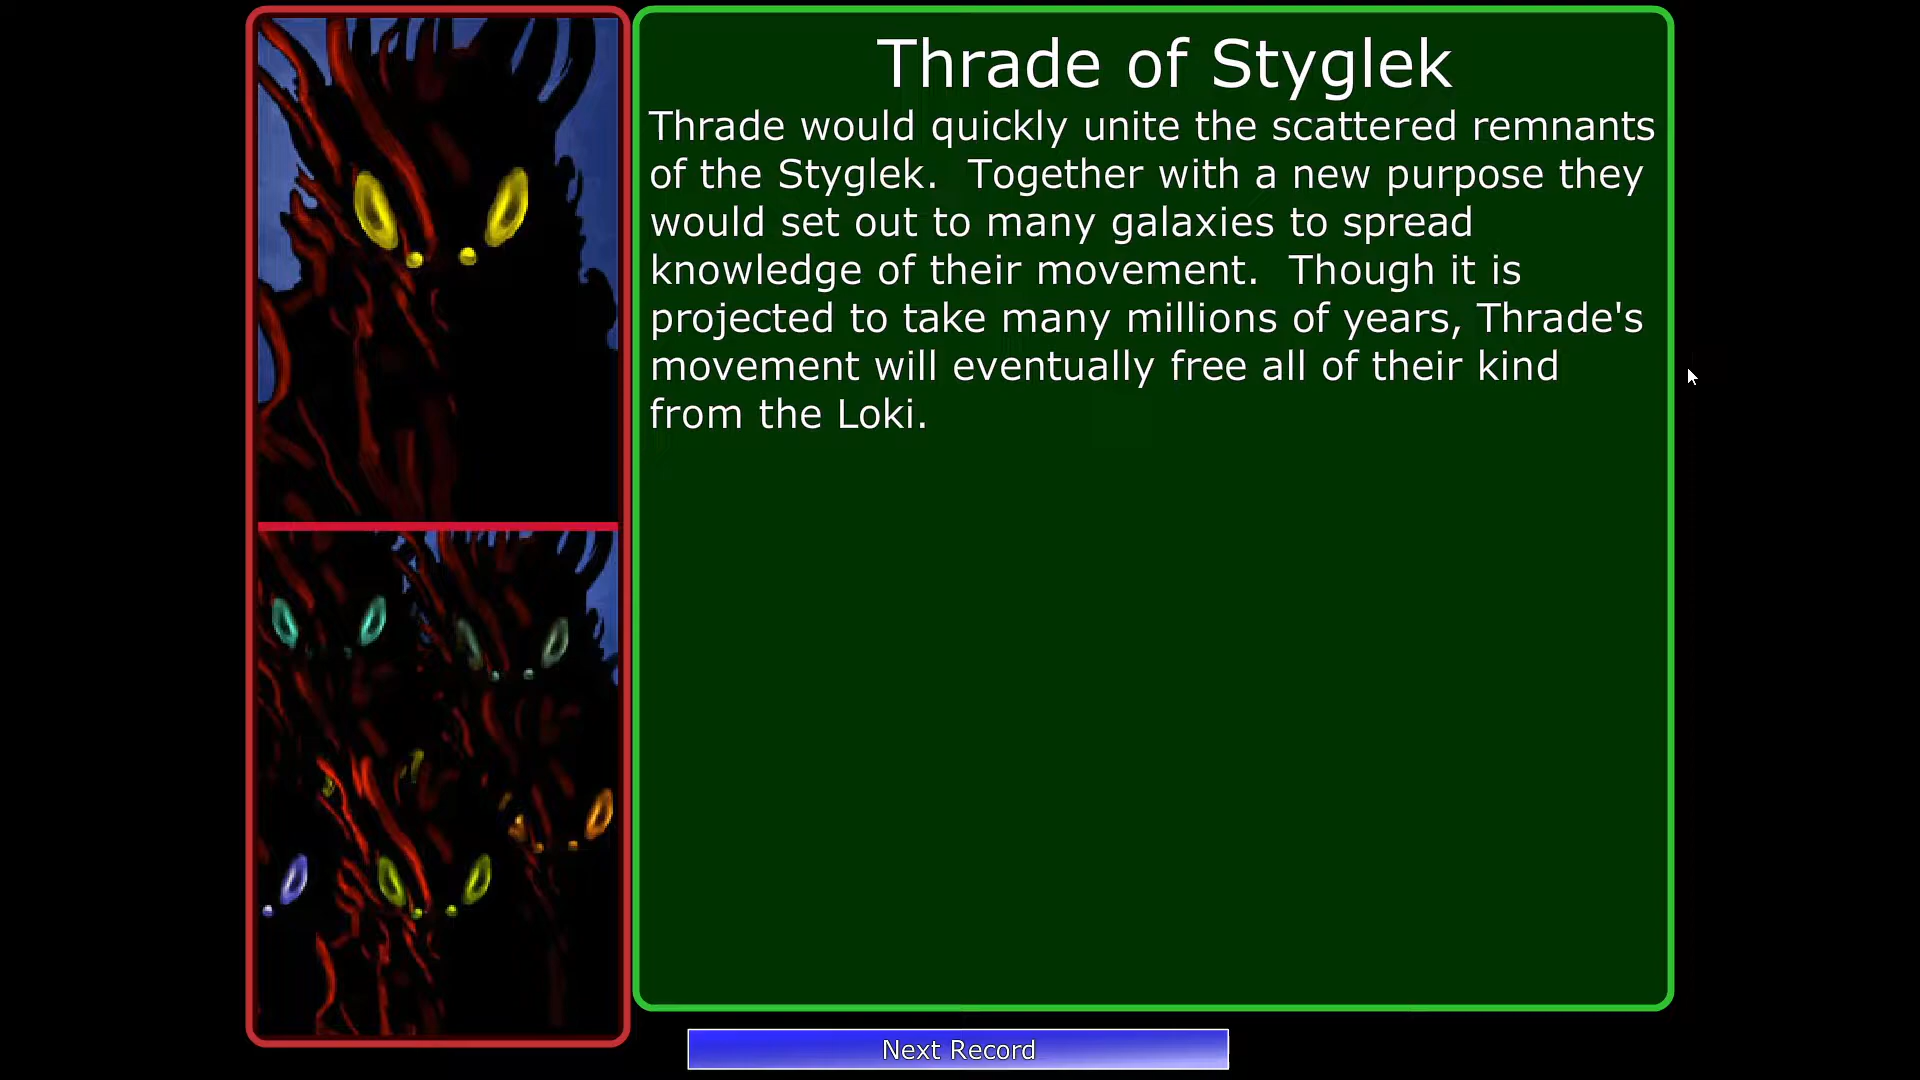 Thrade of Styglek
Thrade would quickly unite the scattered remnants
of the Styglek.  Together with a new purpose they
would set out to many galaxies to spread
knowledge of their movement.  Though it is
projected to take many millions of years, Thrade's
movement will eventually free all of their kind
from the Loki.
Next Record